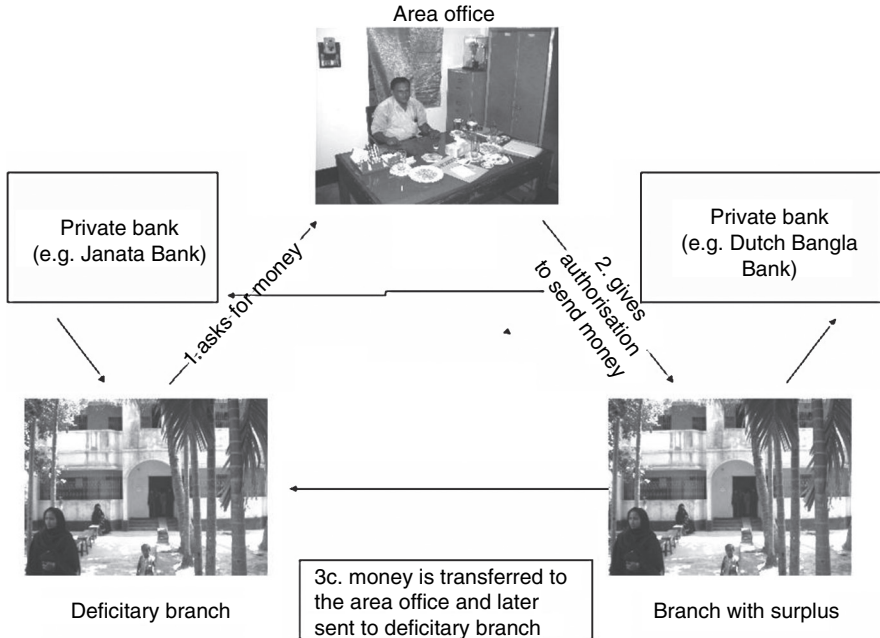 Area office
Private bank
(e.g. Janata Bank)
Private bank
(e.g. Dutch Bangla
Bank)
1. asks for money
2. gives
authorisation
to send money
3c. money is transferred to
the area office and later
sent to deficitary branch
Deficitary branch
Branch with surplus